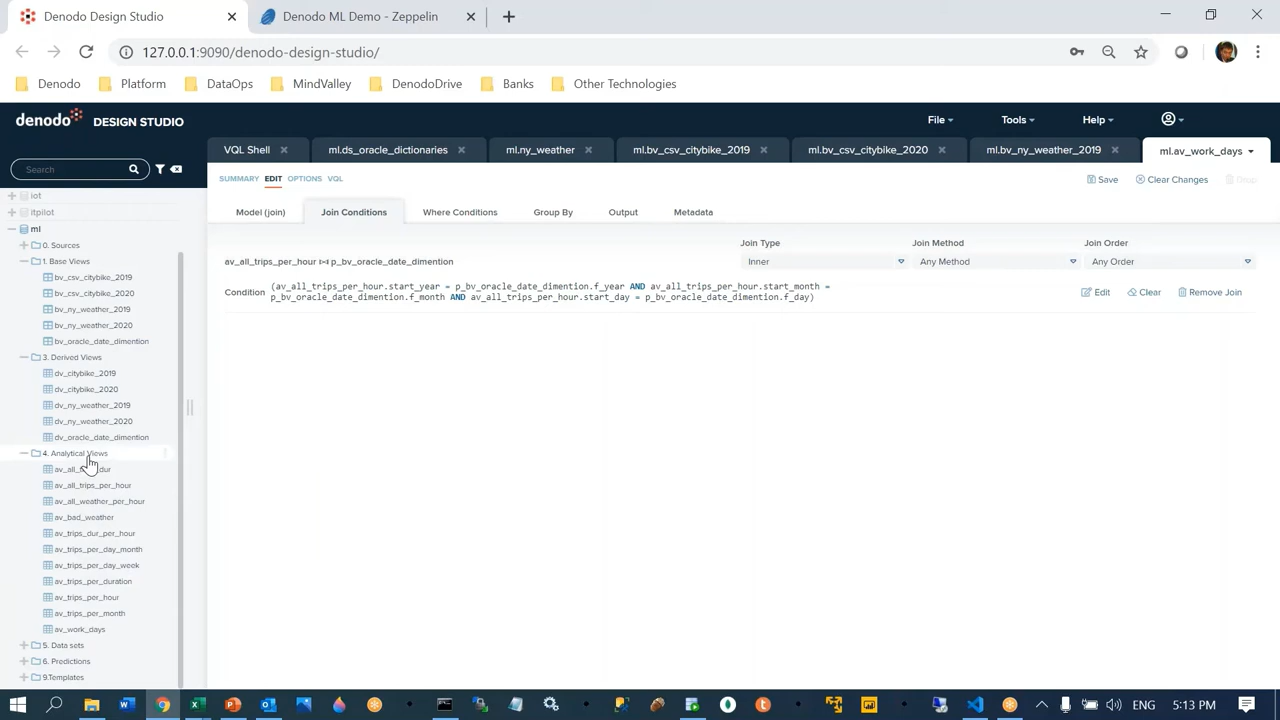 Denodo Design Studio
Denodo ML Demo - Zeppelin
127.0.0.1:9090/denodo-design-studio/
Denodo
Platform
DataOps
MindValley
DenodoDrive
Banks
Other Technologies
denodo DESIGN STUDIO
File
Tools
Help
VQL Shell
ml.ds_oracle_dictionaries
ml.ny_weather
ml.bv_csv_citybike_2019
ml.bv_csv_citybike_2020
ml.bv_ny_weather_2019
ml.av_work_days
Search
SUMMARY EDIT OPTIONS VQL
Save
Clear Changes
Drop
Model (join)
Join Conditions
Where Conditions
Group By
Output
Metadata
iot
itpilot
ml
0. Sources
1. Base Views
bv_csv_citybike_2019
bv_csv_citybike_2020
bv_ny_weather_2019
bv_ny_weather_2020
bv_oracle_date_dimention
3. Derived Views
dv_citybike_2019
dv_citybike_2020
dv_ny_weather_2019
dv_ny_weather_2020
dv_oracle_date_dimention
4. Analytical Views
dur
av_all_trips_per_hour
av_all_weather_per_hour
av_bad_weather
av_trips_dur_per_hour
av_trips_per_day_month
av_trips_per_day_week
av_trips_per_duration
av_trips_per_hour
av_trips_per_month
av_work_days
5. Data sets
6. Predictions
9.Templates
Join Type
Join Method
Join Order
av_all_trips_per_hour ⋈ p_bv_oracle_date_dimention
Inner
Any Method
Any Order
Condition
(av_all_trips_per_hour.start_year = p_bv_oracle_date_dimention.f_year AND av_all_trips_per_hour.start_month =
p_bv_oracle_date_dimention.f_month AND av_all_trips_per_hour.start_day = p_bv_oracle_date_dimention.f_day)
Edit
Clear
Remove Join
ENG
5:13 PM